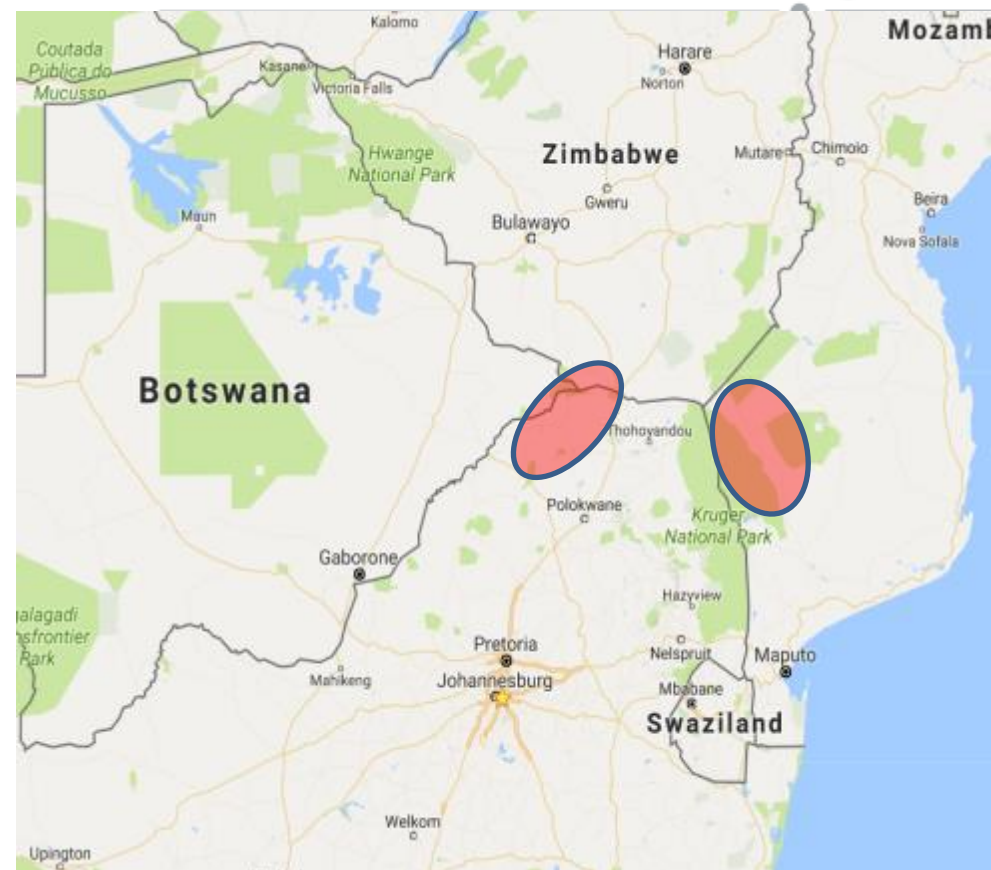 Kalomo
Mozamb
Coutada
Pública do
Mucusso
Harare
Kasane
Norton
Victoria Falls
Hwange
National Park
Zimbabwe
Mutare
Chimoio
Gweru
Beira
Maun
Bulawayo
Nova Sofala
Botswana
Thohoyandou
Polokwane
Kruger
National Park
Gaborone
Hazyview
alagadi
nsfrontier
Park
Pretoria
Nelspruit
Maputo
Mahikeng
Johannesburg
Mbabane
Swaziland
Welkom
Upington